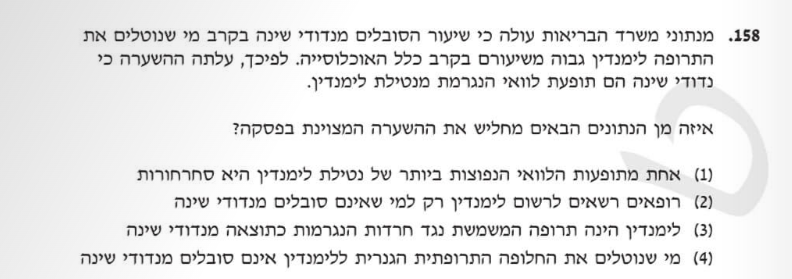 158. מנתוני משרד הבריאות עולה כי שיעור הסובלים מנדודי שינה בקרב מי שנוטלים את
התרופה לימנדין גבוה משיעורם בקרב כלל האוכלוסייה. לפיכך, עלתה ההשערה כי
נדודי שינה הם תופעת לוואי הנגרמת מנטילת לימנדין.
איזה מן הנתונים הבאים מחליש את ההשערה המצוינת בפסקה?
(1) אחת מתופעות הלוואי הנפוצות ביותר של נטילת לימנדין היא סחרחורות
(2) רופאים רשאים לרשום לימנדין רק למי שאינם סובלים מנדודי שינה
(3) לימנדין הינה תרופה המשמשת נגד חרדות הנגרמות כתוצאה מנדודי שינה
(4) מי שנוטלים את החלופה התרופתית הגנרית ללימנדין אינם סובלים מנדודי שינה